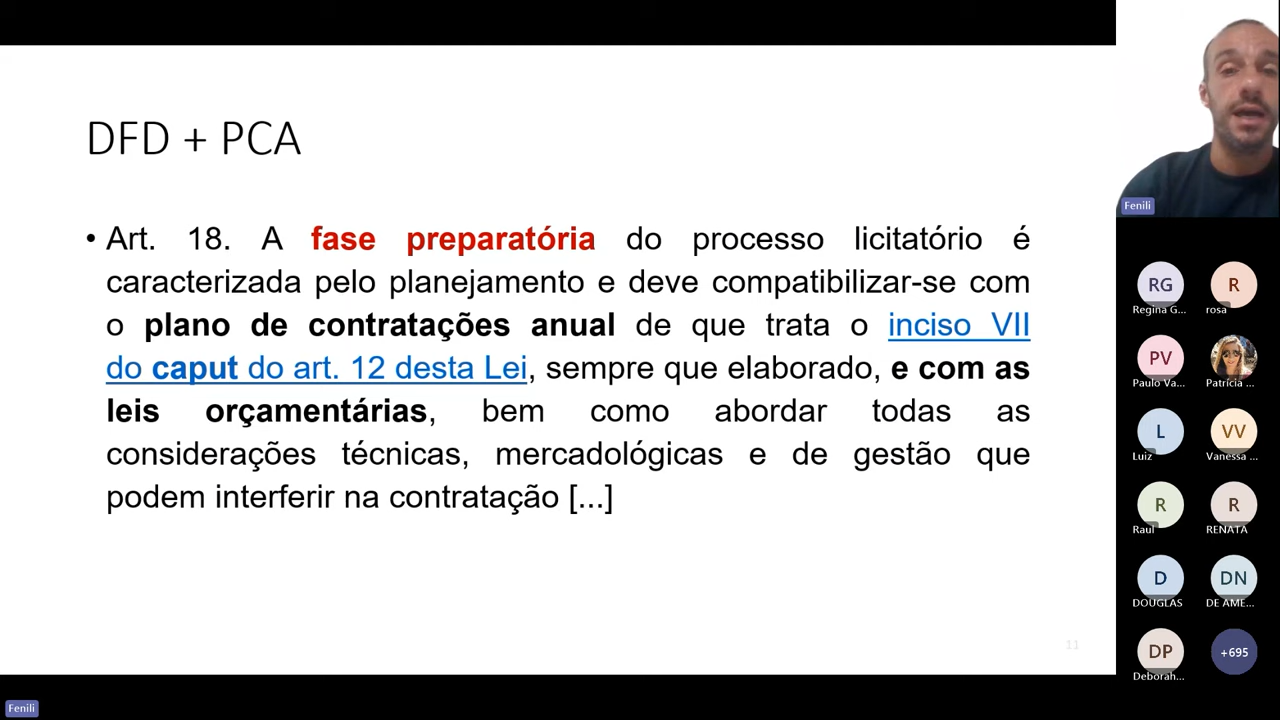 DFD + PCA
• Art. 18. A fase preparatória do processo licitatório é
caracterizada pelo planejamento e deve compatibilizar-se com
o plano de contratações anual de que trata o inciso VII
do caput do art. 12 desta Lei, sempre que elaborado, e com as
leis orçamentárias, bem como abordar todas as
considerações técnicas, mercadológicas e de gestão que
podem interferir na contratação [...]
11
Fenili
RG
Regina G...
R
rosa
PV
Paulo Va...
Patrícia ...
L
Luiz
VV
Vanessa ...
R
Raul
R
RENATA
D
DOUGLAS
DN
DE AME...
DP
Deborah...
+695
Fenili